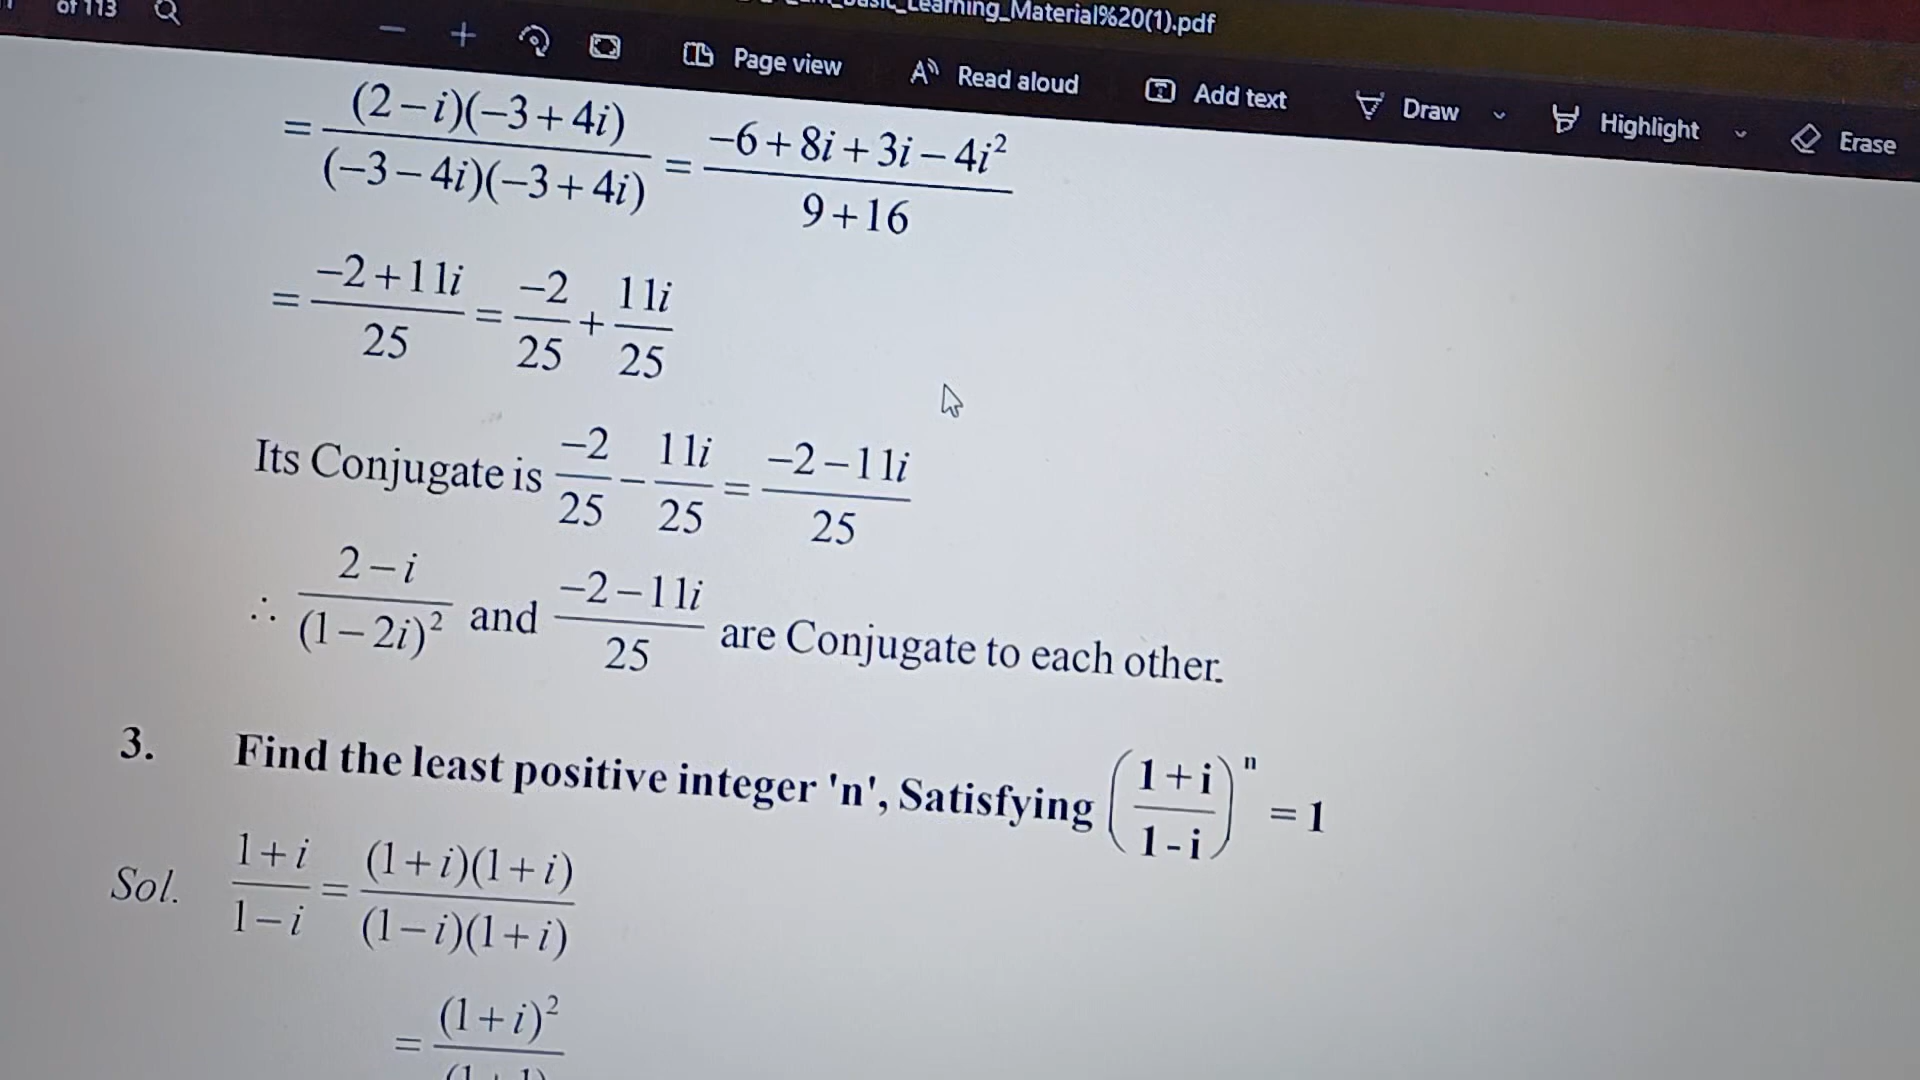 of 113
Learning_Material%20(1).pdf
Page view Read aloud Add text Draw Highlight Erase
= (2−i)(−3+4i) / (−3−4i)(−3+4i) = −6+8i+3i−4i² / 9+16
= −2+11i / 25 = −2/25 + 11i/25
Its Conjugate is −2/25 − 11i/25 = −2−11i / 25
∴ 2−i / (1−2i)² and −2−11i / 25 are Conjugate to each other.
3. Find the least positive integer 'n', Satisfying (1+i / 1-i)ⁿ = 1
Sol. 1+i / 1−i = (1+i)(1+i) / (1−i)(1+i)
= (1+i)²